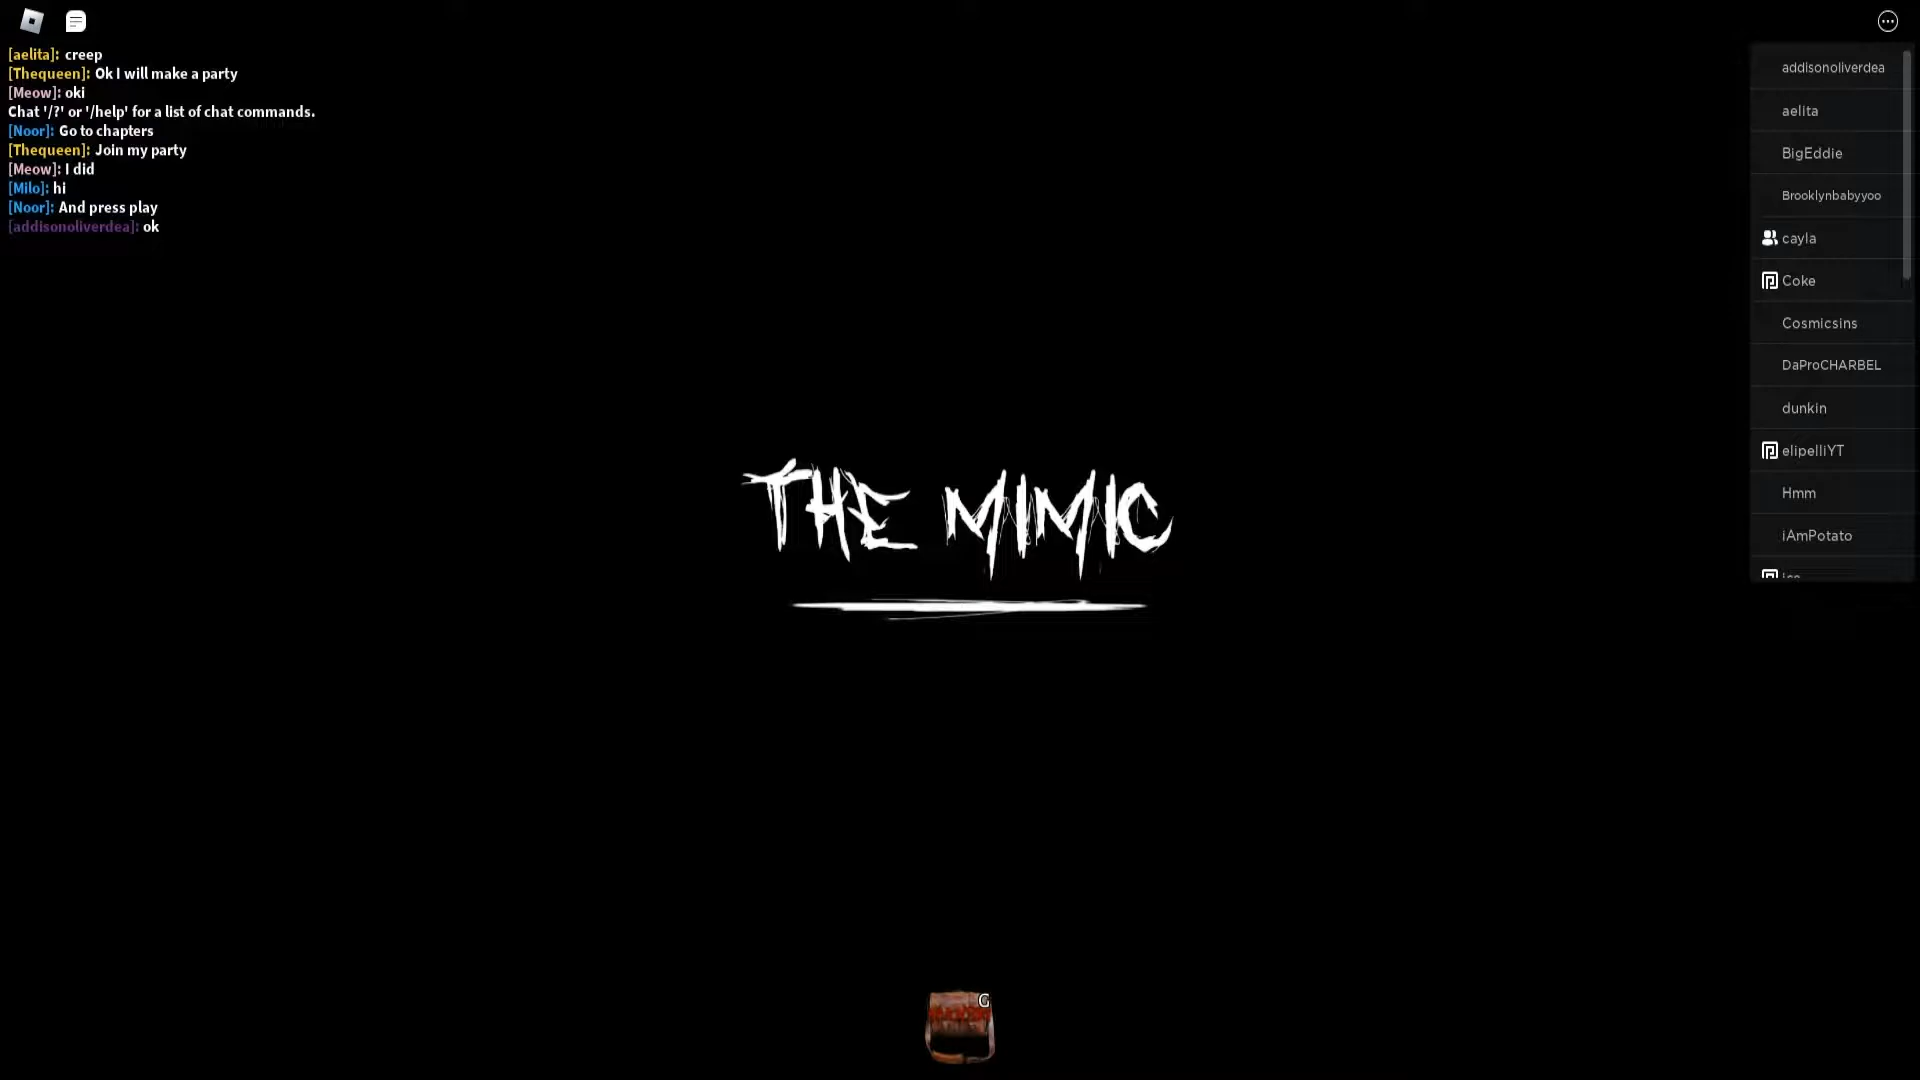 [aelita]: creep
[Thequeen]: Ok I will make a party
[Meow]: oki
Chat '/?' or '/help' for a list of chat commands.
[Noor]: Go to chapters
[Thequeen]: Join my party
[Meow]: I did
[Milo]: hi
[Noor]: And press play
[addisonoliverdea]: ok
addisonoliverdea
aelita
BigEddie
Brooklynbabyyoo
cayla
Coke
Cosmicsins
DaProCHARBEL
dunkin
elipelliYT
Hmm
iAmPotato
THE MIMIC
G